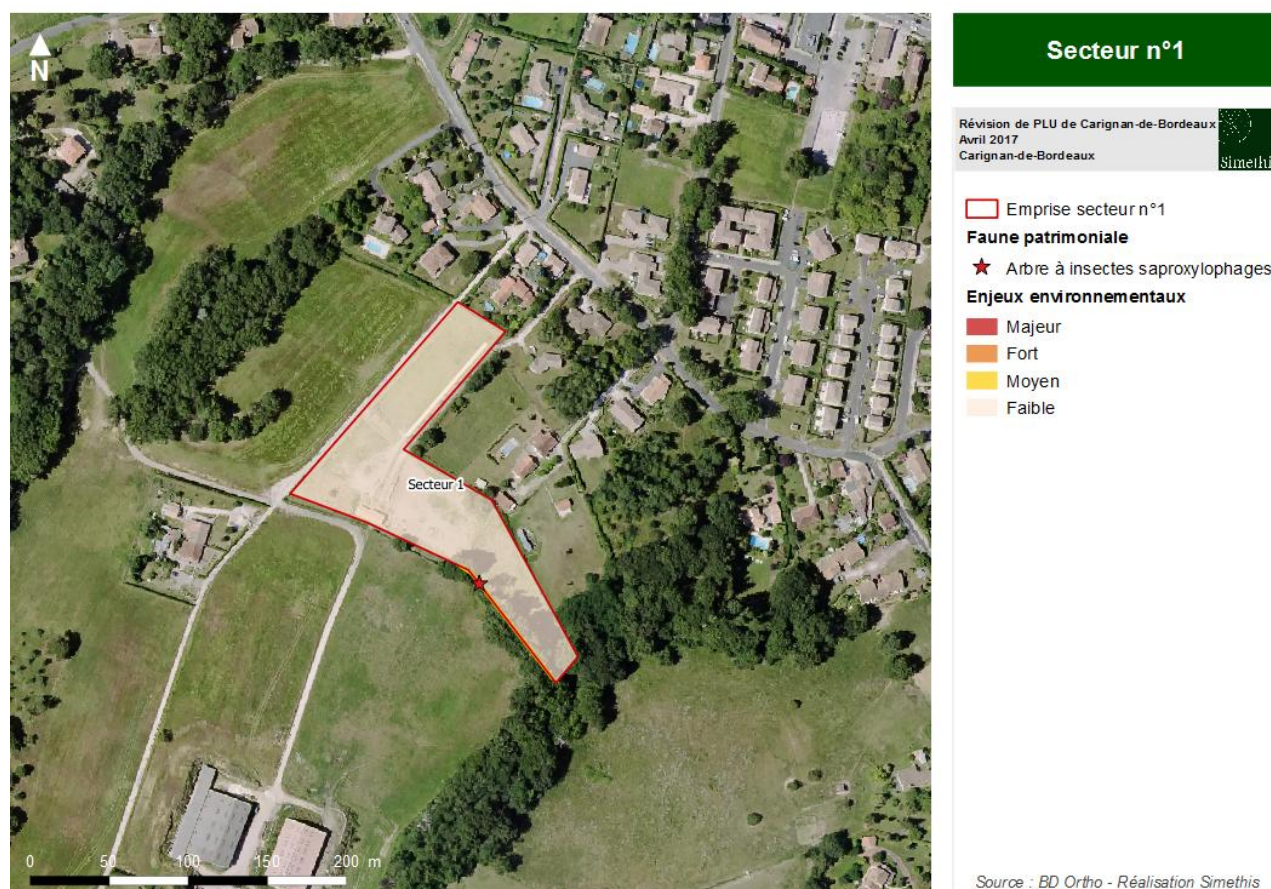 N
Secteur 1
0 50 100 150 200 m
Secteur n°1
Révision de PLU de Carignan-de-Bordeaux
Avril 2017
Carignan-de-Bordeaux
Simethi
Emprise secteur n°1
Faune patrimoniale
Arbre à insectes saproxylophages
Enjeux environnementaux
Majeur
Fort
Moyen
Faible
Source : BD Ortho - Réalisation Simethis